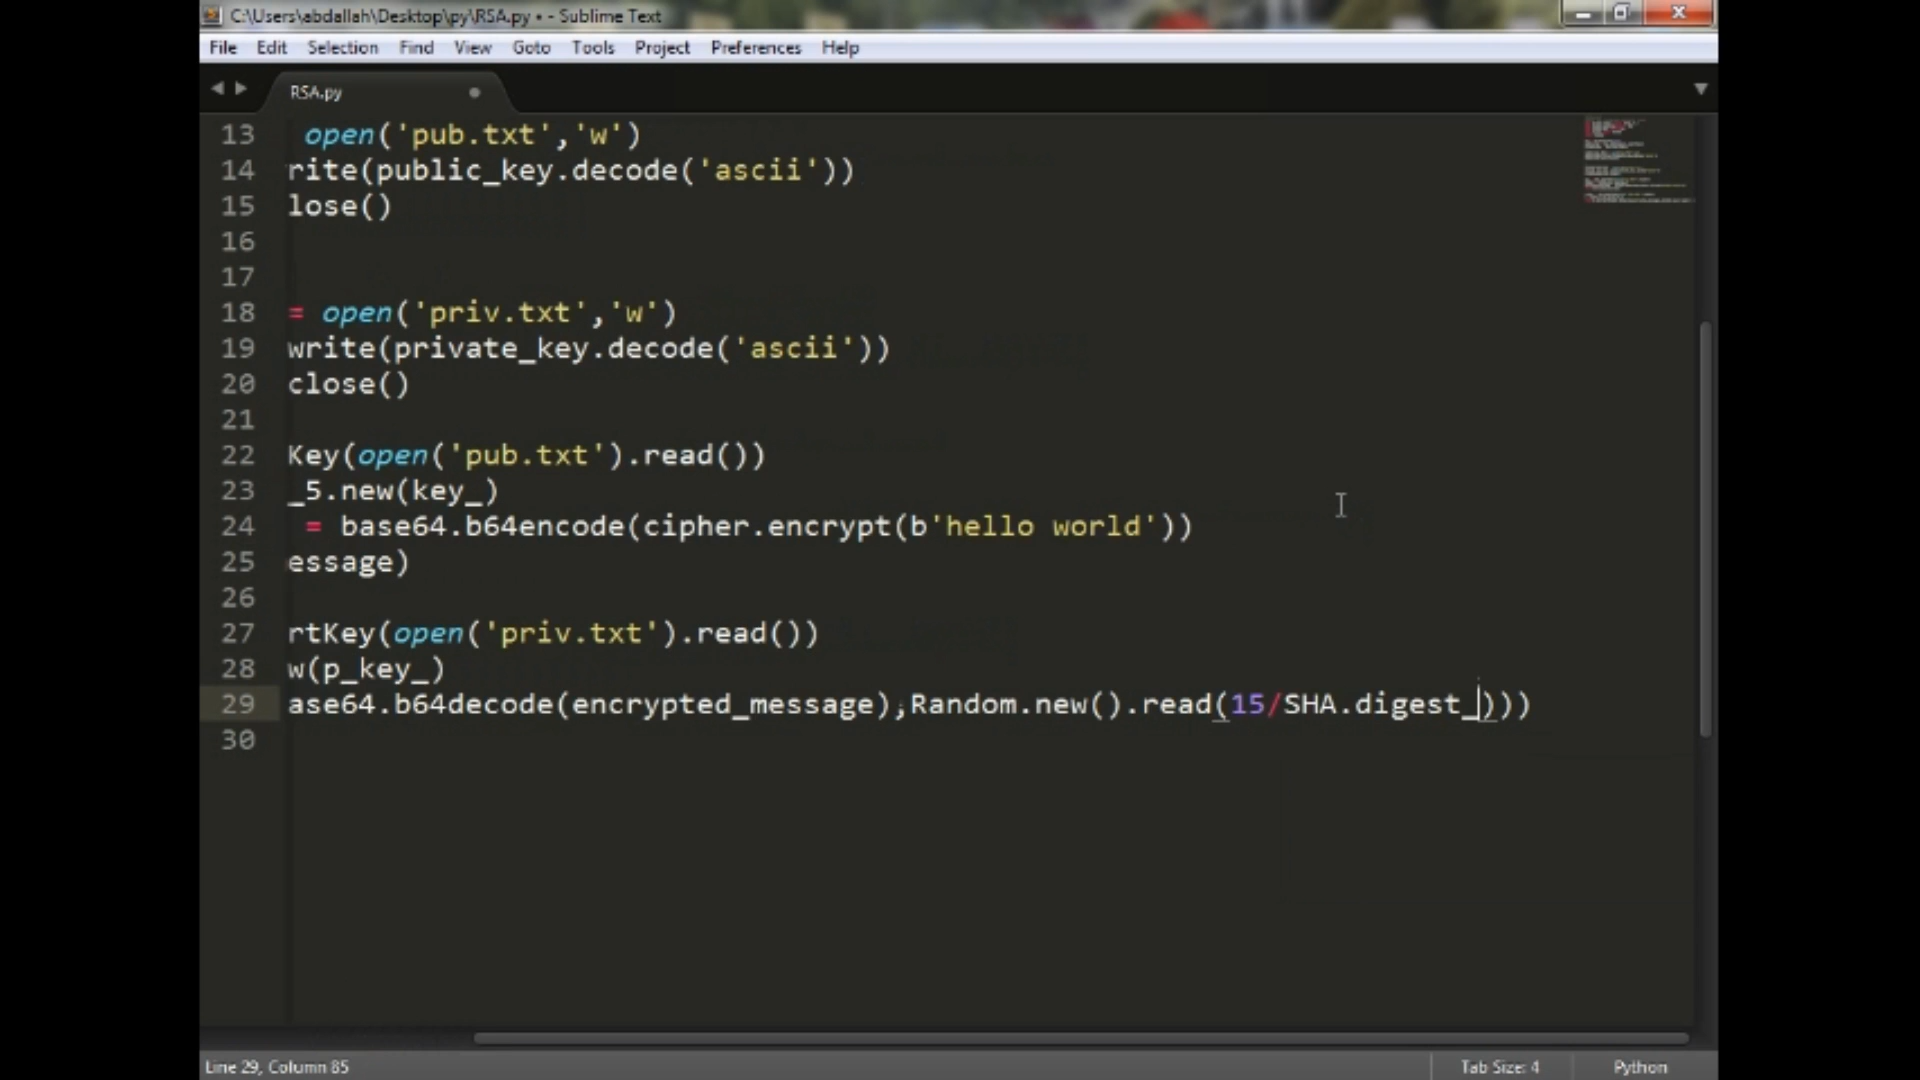 C:\Users\abdallah\Desktop\py\RSA.py • - Sublime Text
File Edit Selection Find View Goto Tools Project Preferences Help
RSA.py
13 open('pub.txt','w')
14 rite(public_key.decode('ascii'))
15 lose()
16
17
18 = open('priv.txt','w')
19 write(private_key.decode('ascii'))
20 close()
21
22 Key(open('pub.txt').read())
23 _5.new(key_)
24 = base64.b64encode(cipher.encrypt(b'hello world'))
25 essage)
26
27 rtKey(open('priv.txt').read())
28 w(p_key_)
29 ase64.b64decode(encrypted_message),Random.new().read(15/SHA.digest_)))
30
Line 29, Column 85
Tab Size: 4
Python